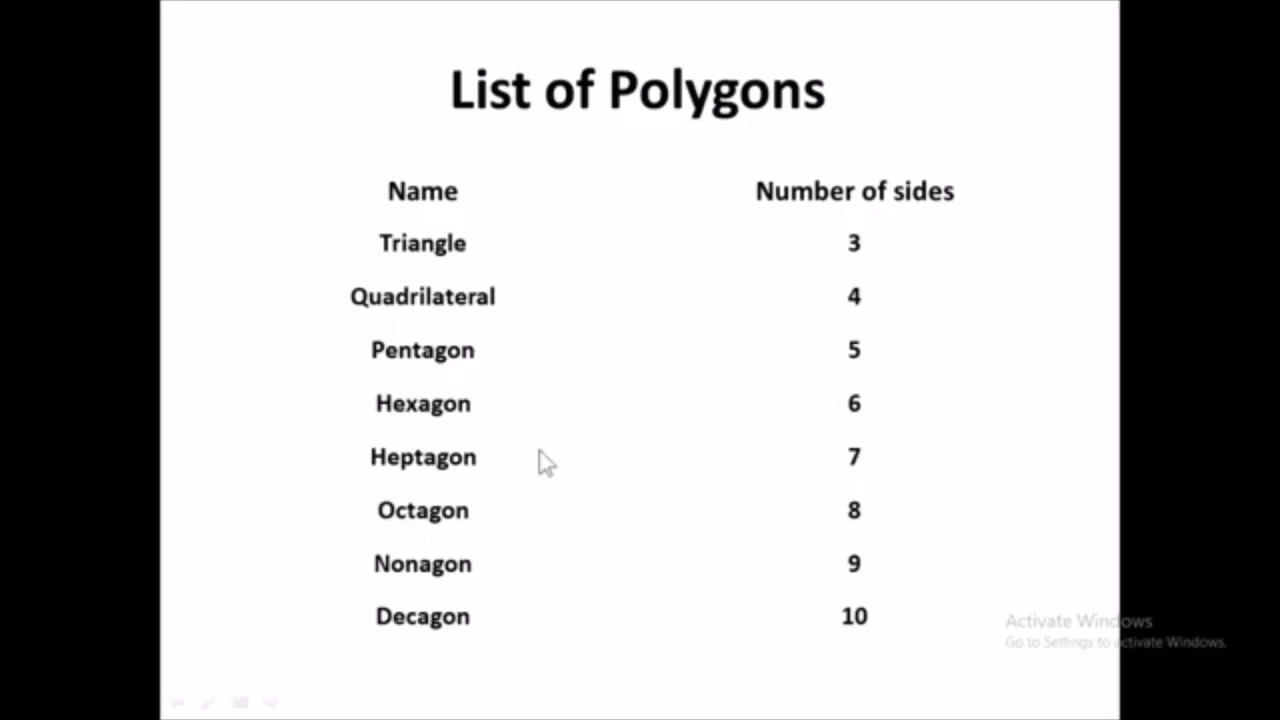 List of Polygons
Name Number of sides
Triangle 3
Quadrilateral 4
Pentagon 5
Hexagon 6
Heptagon 7
Octagon 8
Nonagon 9
Decagon 10
Activate Windows
Go to Settings to activate Windows.